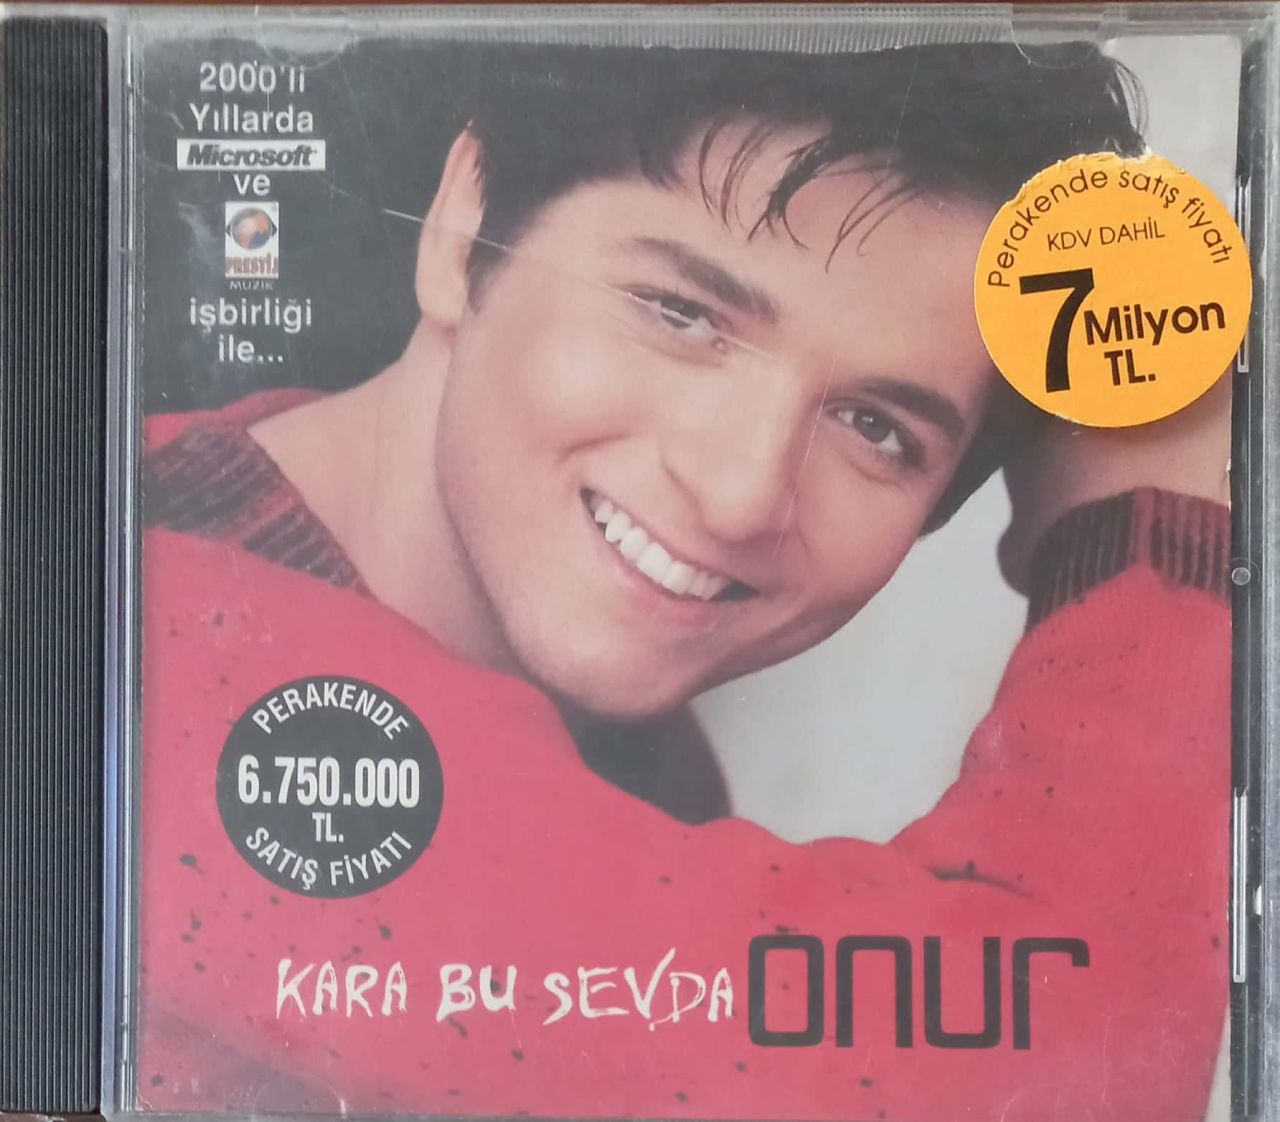 2000'li
Yıllarda
Microsoft
ve
PRESTİJ
MÜZİK
işbirliği
ile...
Perakende satış fiyatı
KDV DAHİL
7 Milyon
TL.
PERAKENDE
6.750.000
TL.
SATIŞ FİYATI
KARA BU SEVDA onur